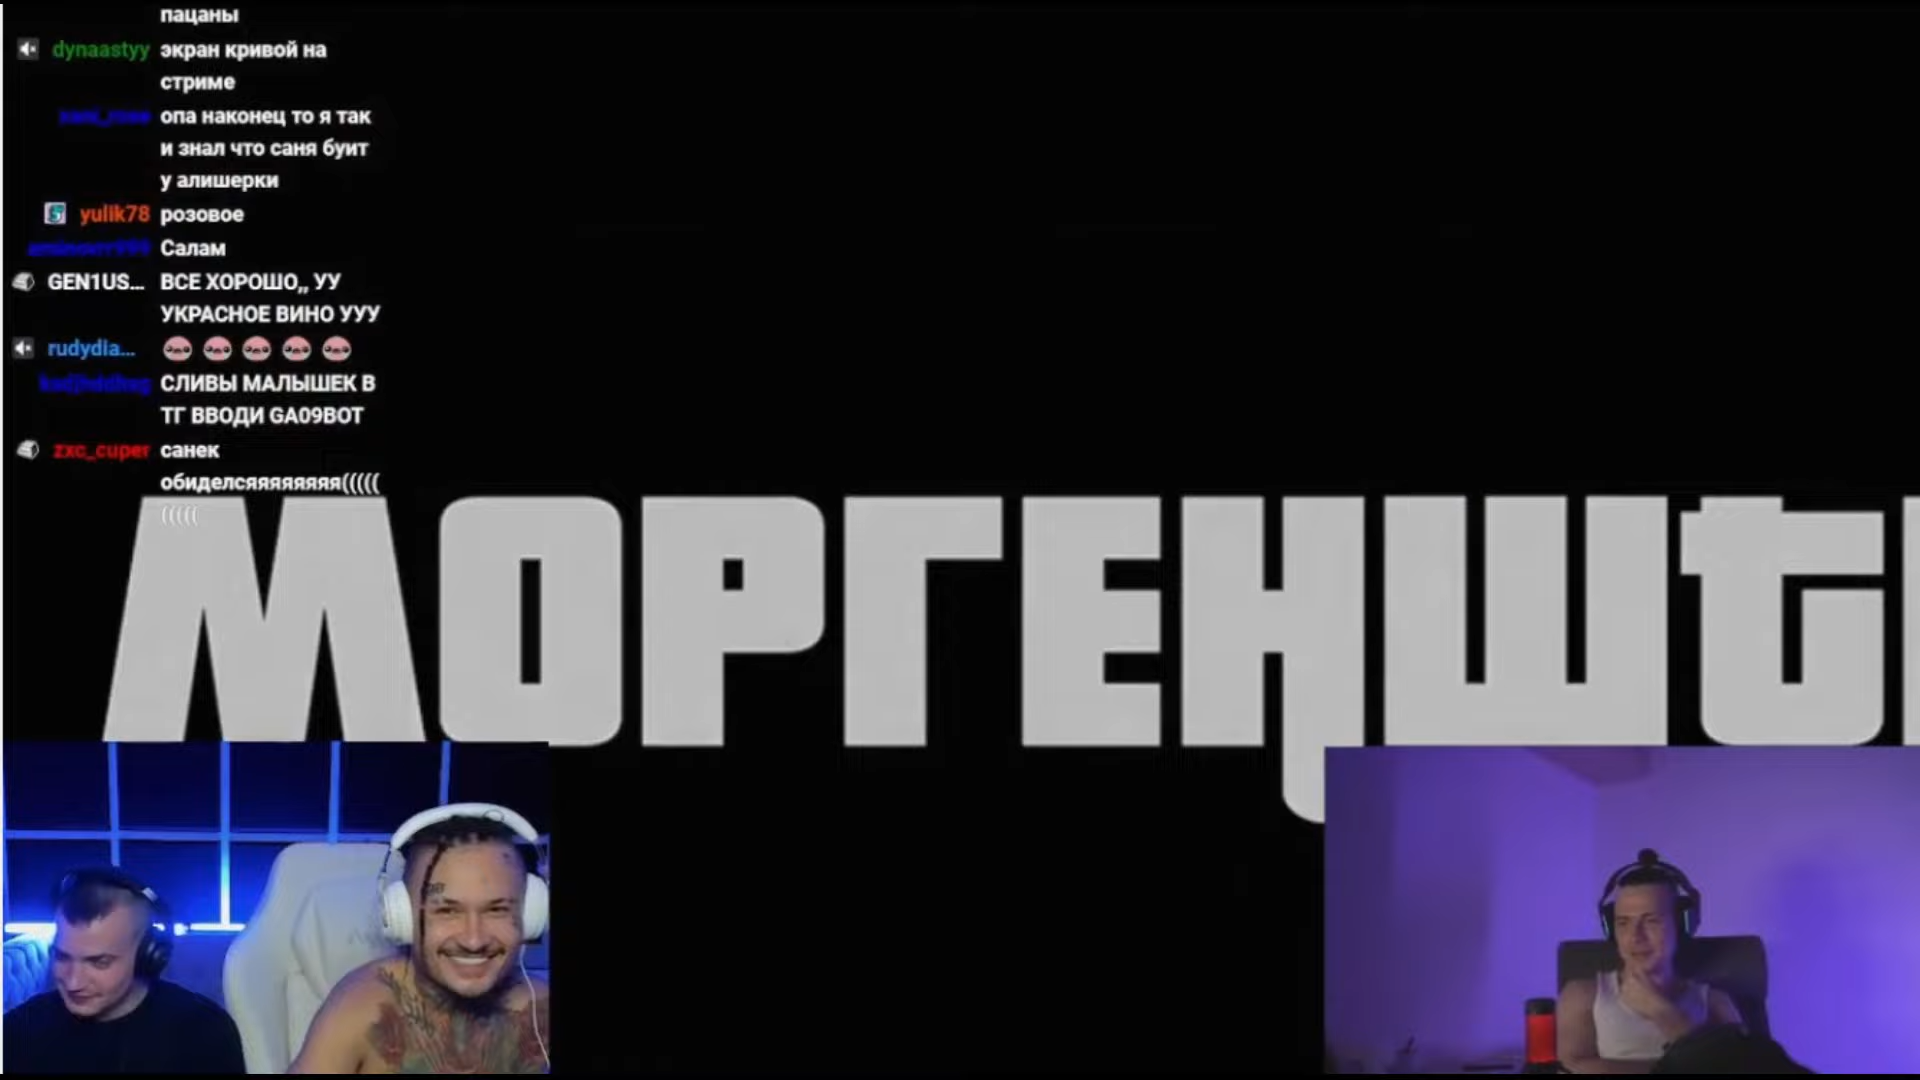 пацаны
dynaastyy экран кривой на
стриме
опа наконец то я так
и знал что саня буит
у алишерки
yulik78 розовое
Салам
GEN1US... ВСЕ ХОРОШО,, УУ
УКРАСНОЕ ВИНО УУУ
rudydia...
СЛИВЫ МАЛЫШЕК В
ТГ ВВОДИ GA09BOT
zxc_cuper санек
обиделсяяяяяяяяя(((((
(((((
МОРГЕНШТ